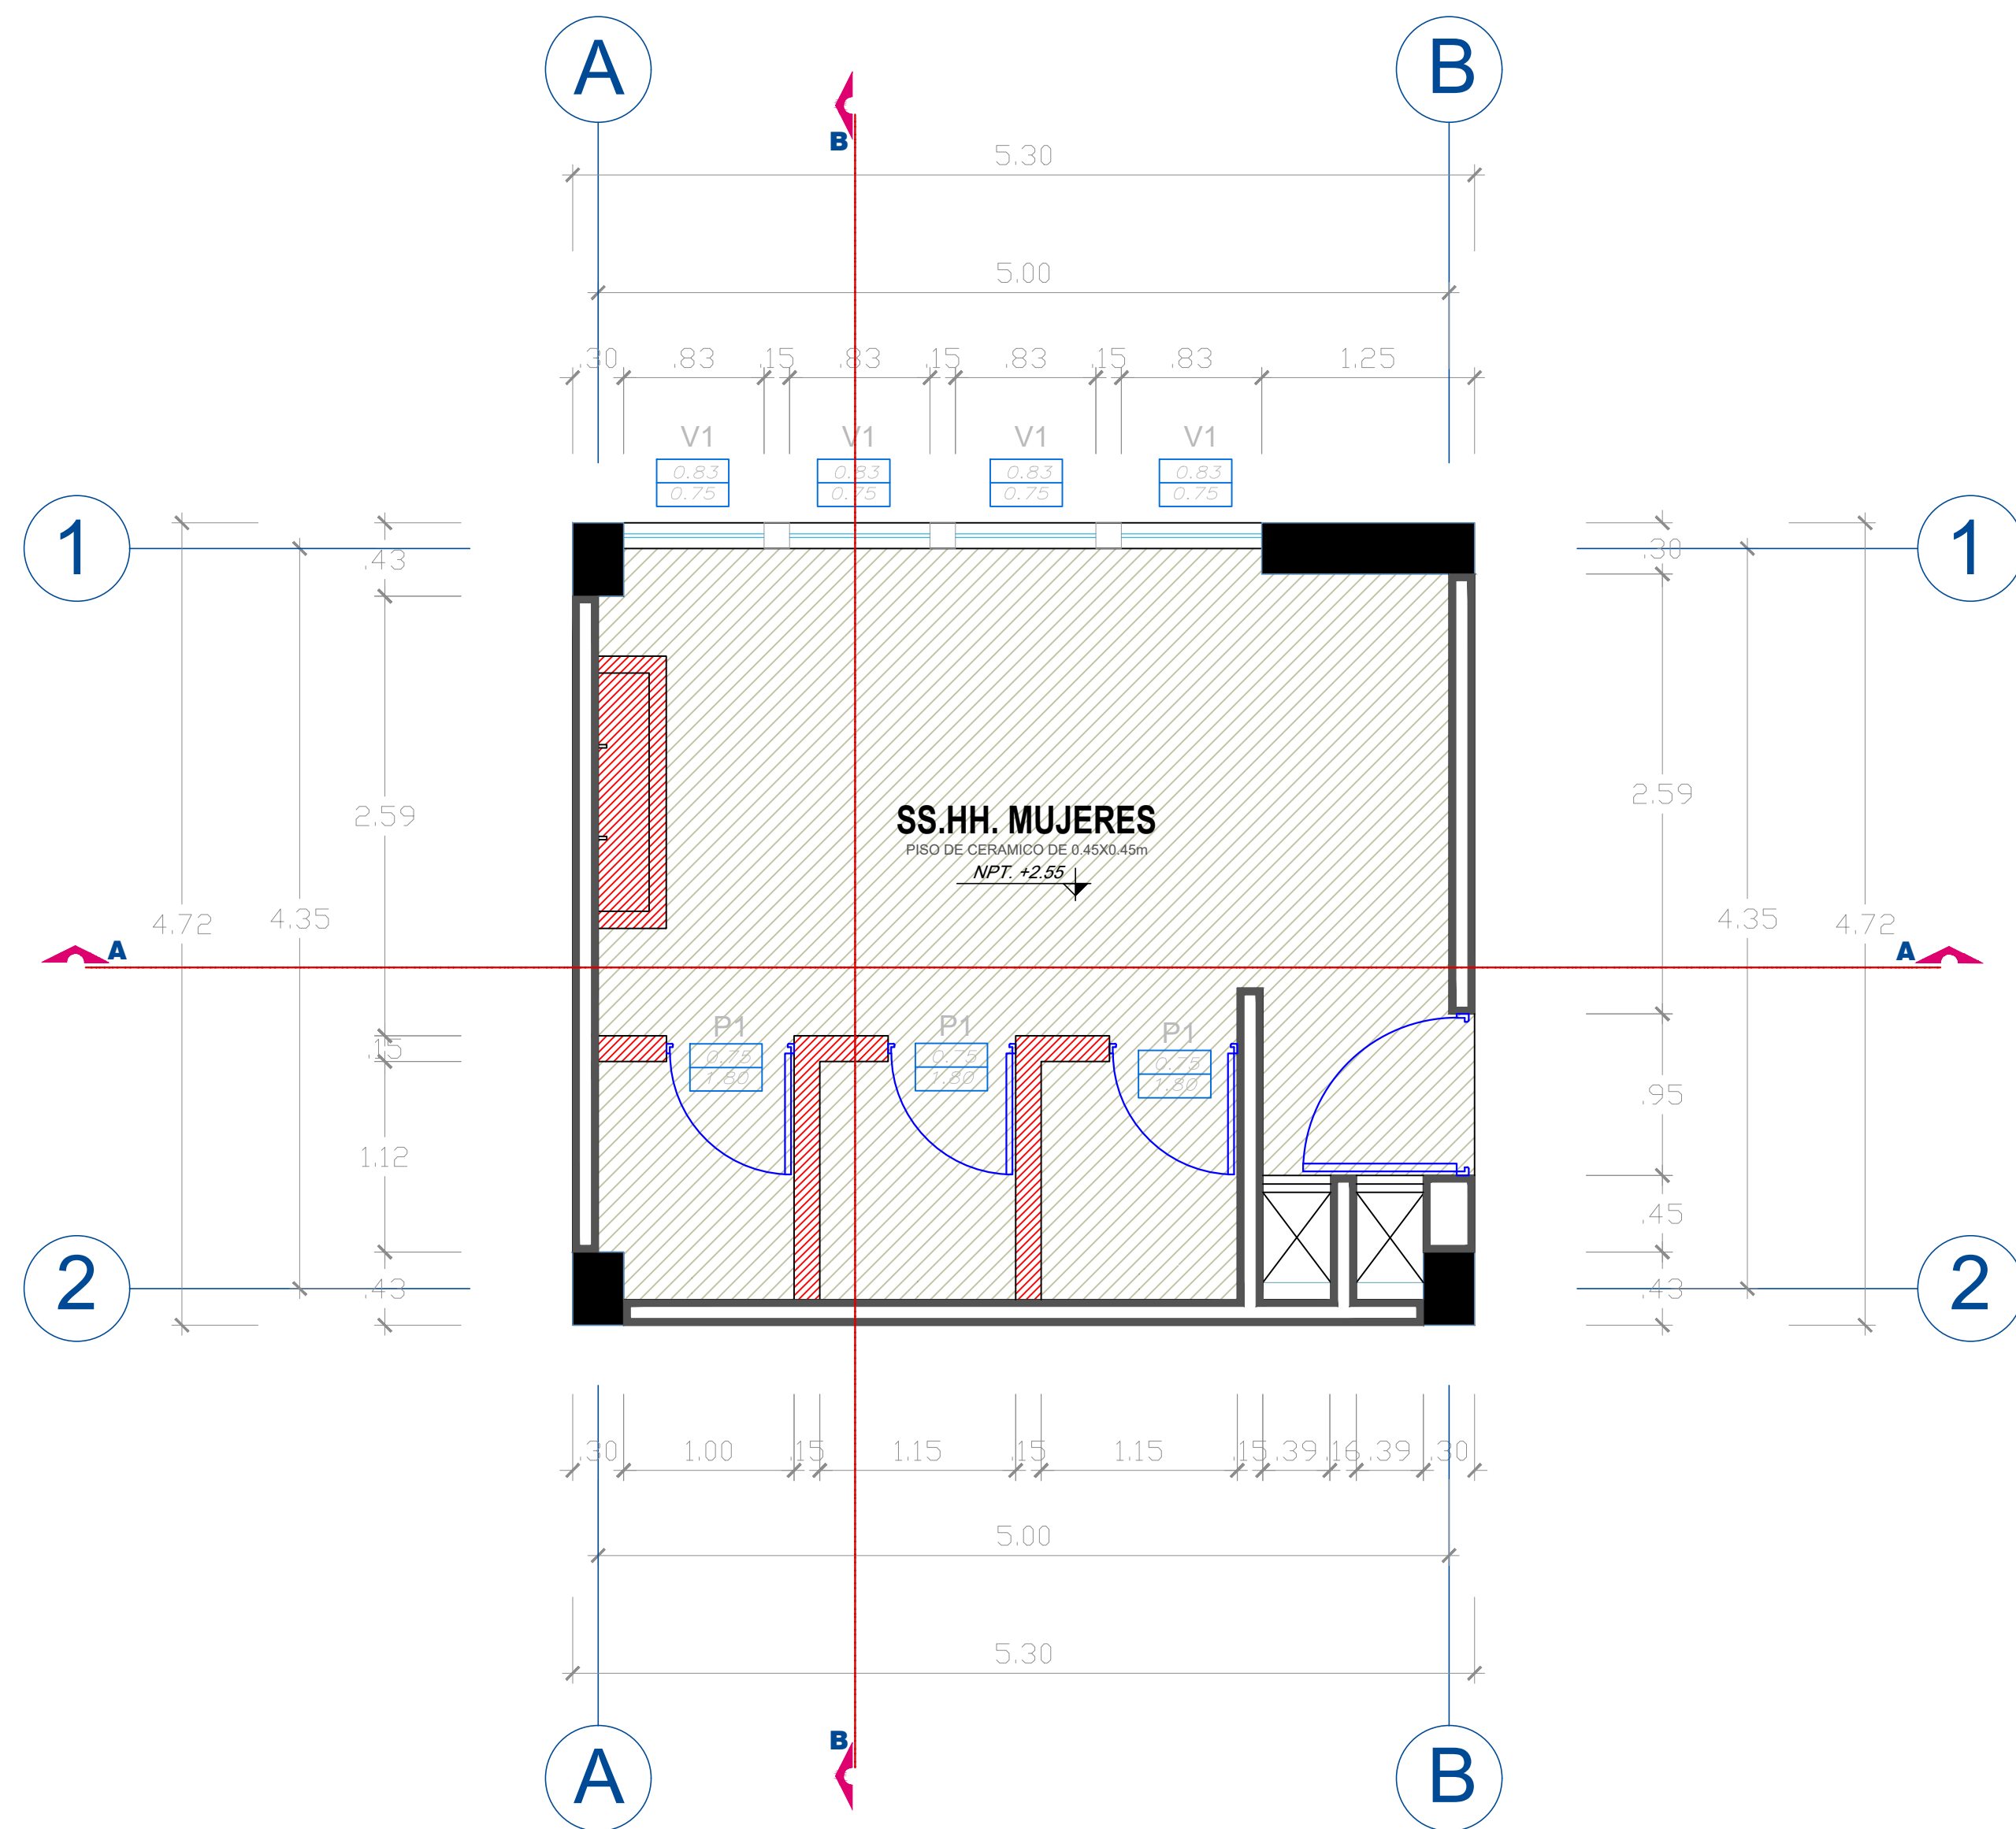 A B
B
5.30
5.00
.30 .83 .15 .83 .15 .83 .15 .83 1.25
V1 V1 V1 V1
0.83 0.83 0.83 0.83
0.75 0.75 0.75 0.75
1 1
.43 .30
2.59 2.59
SS.HH. MUJERES
PISO DE CERAMICO DE 0.45X0.45m
NPT. +2.55
4.72 4.35 4.35 4.72
A A
P1 P1 P1
.15 0.75 0.75 0.75
1.80 1.80 1.80
.95
1.12
.45
2 .43 .43 2
.30 1.00 .15 1.15 .15 1.15 .15 .39 .16 .39 .30
5.00
5.30
B
A B